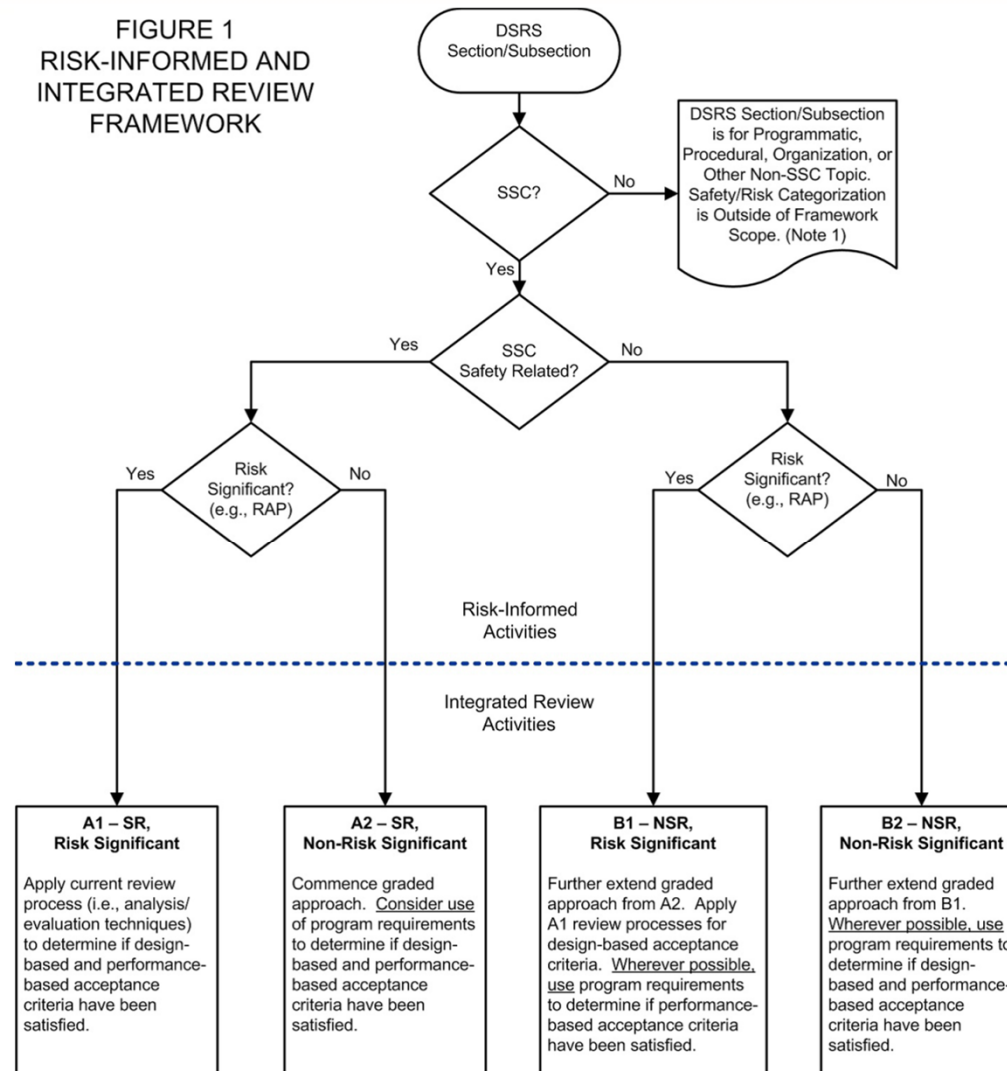 FIGURE 1
RISK-INFORMED AND
INTEGRATED REVIEW
FRAMEWORK
DSRS
Section/Subsection
SSC?
No
DSRS Section/Subsection
is for Programmatic,
Procedural, Organization, or
Other Non-SSC Topic.
Safety/Risk Categorization
is Outside of Framework
Scope. (Note 1)
Yes
SSC
Safety Related?
Yes
No
Risk
Significant?
(e.g., RAP)
Yes
No
Risk
Significant?
(e.g., RAP)
Yes
No
Risk-Informed
Activities
Integrated Review
Activities
A1 – SR,
Risk Significant
Apply current review
process (i.e., analysis/
evaluation techniques)
to determine if design-
based and performance-
based acceptance
criteria have been
satisfied.
A2 – SR,
Non-Risk Significant
Commence graded
approach. Consider use
of program requirements
to determine if design-
based and performance-
based acceptance
criteria have been
satisfied.
B1 – NSR,
Risk Significant
Further extend graded
approach from A2. Apply
A1 review processes for
design-based acceptance
criteria. Wherever possible,
use program requirements
to determine if performance-
based acceptance criteria
have been satisfied.
B2 – NSR,
Non-Risk Significant
Further extend graded
approach from B1.
Wherever possible, use
program requirements to
determine if design-
based and performance-
based acceptance
criteria have been
satisfied.